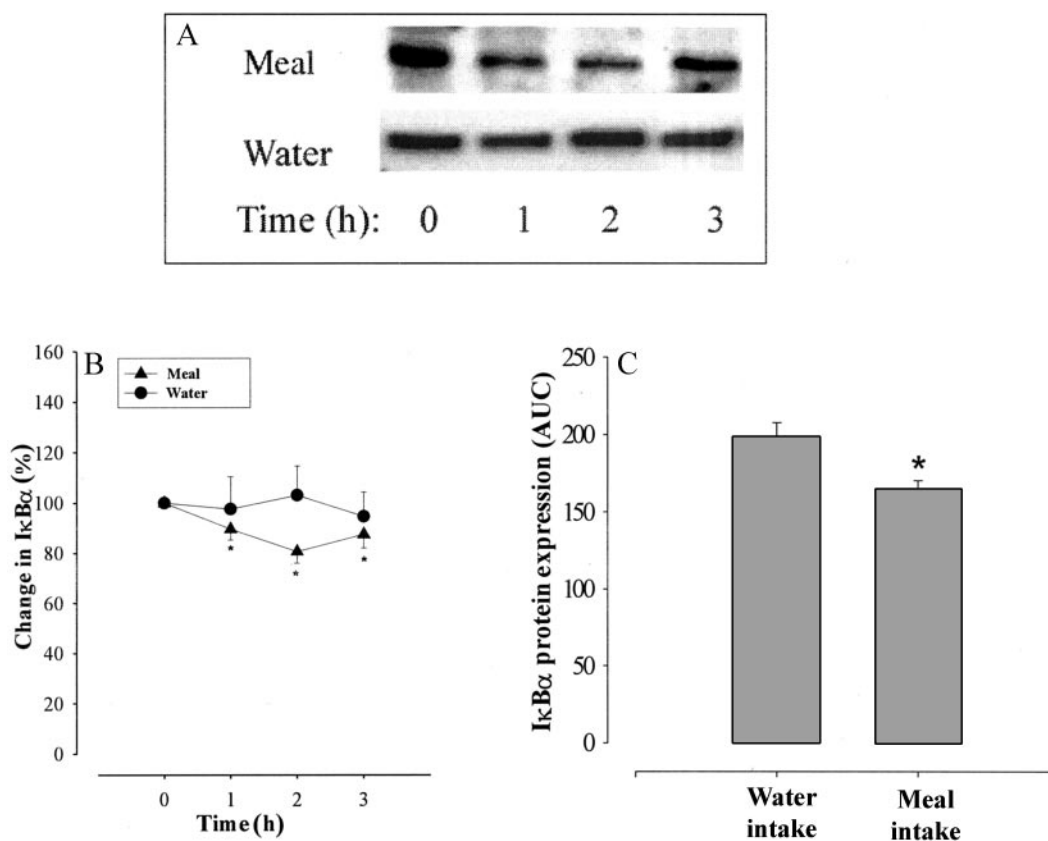 A
Meal
Water
Time (h): 0 1 2 3
B
Meal
Water
160
140
120
100
80
60
40
20
0
Change in IκBα (%)
*
*
*
0 1 2 3
Time (h)
C
250
200
150
100
50
0
IκBα protein expression (AUC)
*
Water
intake
Meal
intake